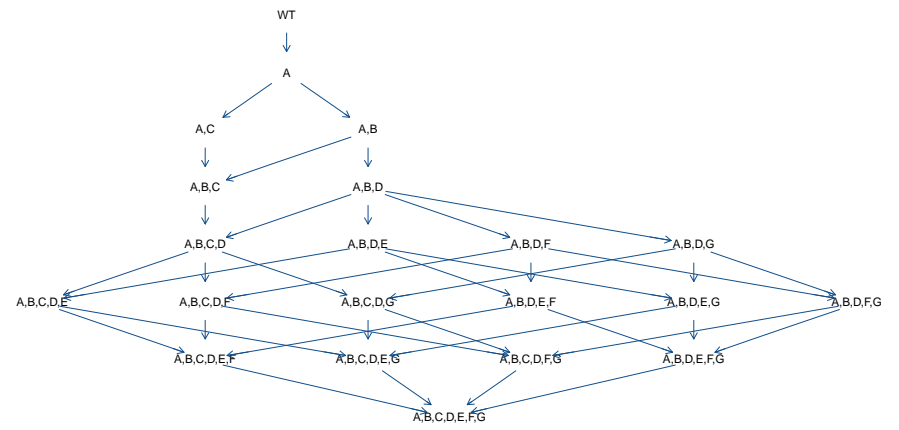 WT
A
A,C A,B
A,B,C A,B,D
A,B,C,D A,B,D,E A,B,D,F A,B,D,G
A,B,C,D,E A,B,C,D,F A,B,C,D,G A,B,D,E,F A,B,D,E,G A,B,D,F,G
A,B,C,D,E,F A,B,C,D,E,G A,B,C,D,F,G A,B,D,E,F,G
A,B,C,D,E,F,G